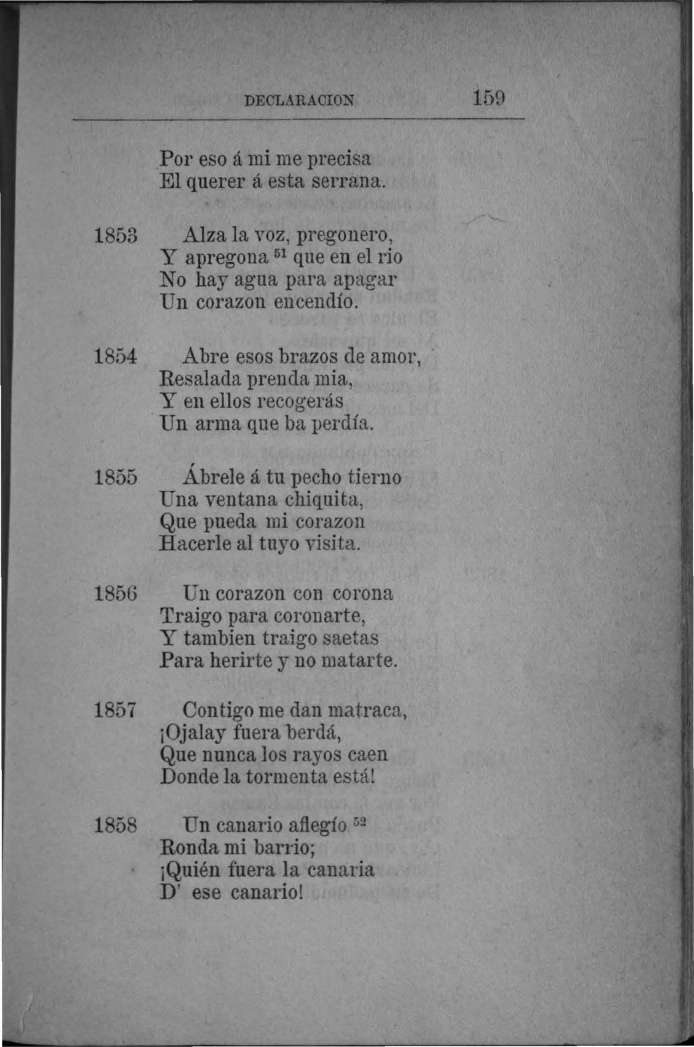 DECLARACION 159
Por eso á mi me precisa
El querer á esta serrana.
1853 Alza la voz, pregonero,
Y apregona 51 que en el rio
No hay agua para apagar
Un corazon encendío.
1854 Abre esos brazos de amor,
Resalada prenda mia,
Y en ellos recogerás
Un arma que ba perdía.
1855 Ábrele á tu pecho tierno
Una ventana chiquita,
Que pueda mi corazon
Hacerle al tuyo visita.
1856 Un corazon con corona
Traigo para coronarte,
Y tambien traigo saetas
Para herirte y no matarte.
1857 Contigo me dan matraca,
¡Ojalay fuera berdá,
Que nunca los rayos caen
Donde la tormenta está!
1858 Un canario aflegío 52
Ronda mi barrio;
¡Quién fuera la canaria
D' ese canario!